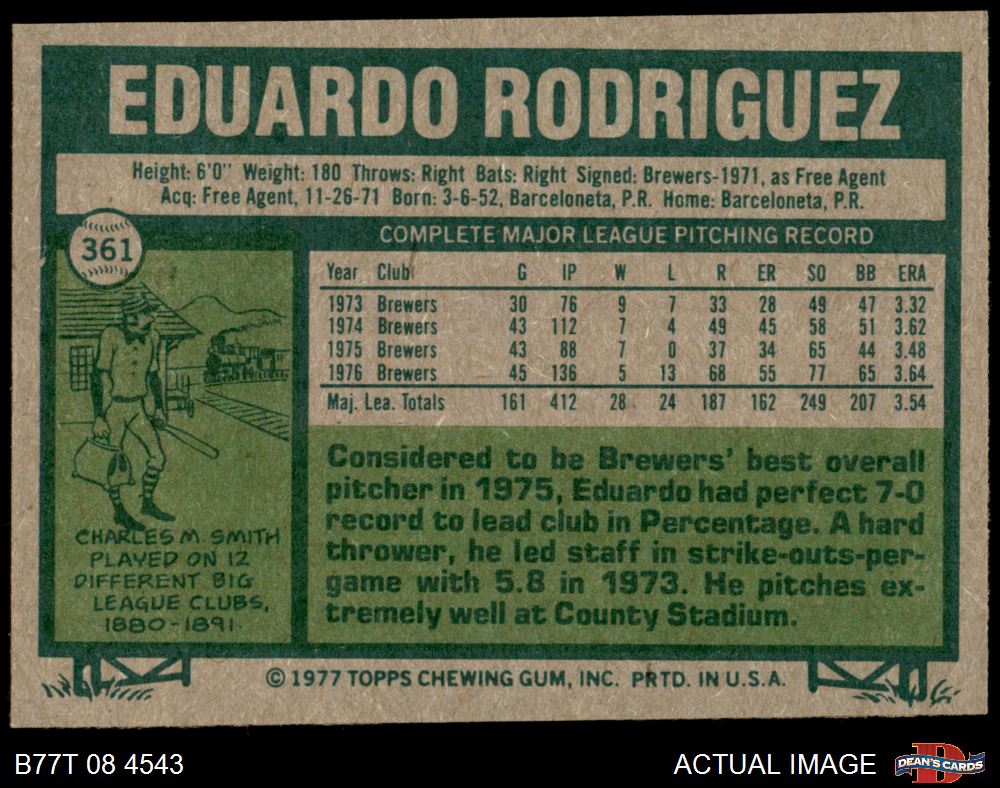 EDUARDO RODRIGUEZ
Height: 6'0" Weight: 180 Throws: Right Bats: Right Signed: Brewers-1971, as Free Agent
Acq: Free Agent, 11-26-71 Born: 3-6-52, Barceloneta, P.R. Home: Barceloneta, P.R.
361
COMPLETE MAJOR LEAGUE PITCHING RECORD
Year Club G IP W L R ER SO BB ERA
1973 Brewers 30 76 9 7 33 28 49 47 3.32
1974 Brewers 43 112 7 4 49 45 58 51 3.62
1975 Brewers 43 88 7 0 37 34 65 44 3.48
1976 Brewers 45 136 5 13 68 55 77 65 3.64
Maj. Lea. Totals 161 412 28 24 187 162 249 207 3.54
Considered to be Brewers' best overall
pitcher in 1975, Eduardo had perfect 7-0
record to lead club in Percentage. A hard
thrower, he led staff in strike-outs-per-
game with 5.8 in 1973. He pitches ex-
tremely well at County Stadium.
CHARLES M. SMITH
PLAYED ON 12
DIFFERENT BIG
LEAGUE CLUBS,
1880-1891.
© 1977 TOPPS CHEWING GUM, INC. PRTD. IN U.S.A.
B77T 08 4543
ACTUAL IMAGE
D
DEAN'S CARDS